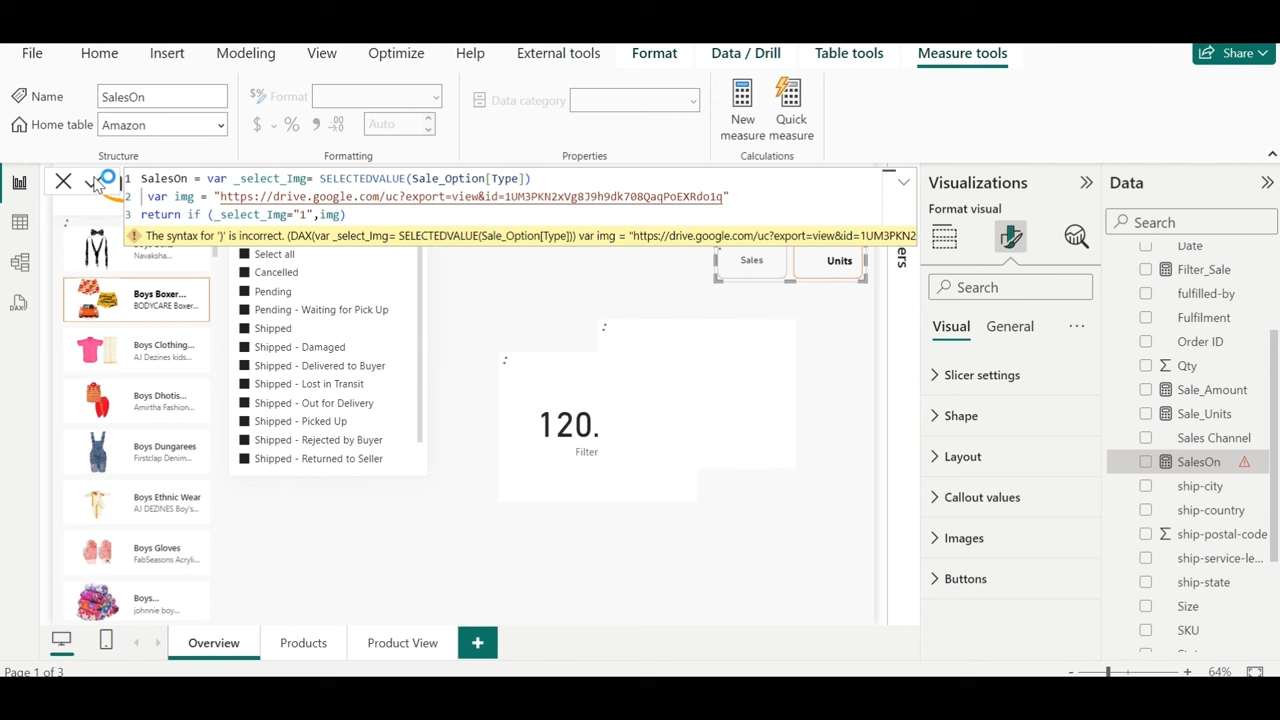 File Home Insert Modeling View Optimize Help External tools Format Data / Drill Table tools Measure tools Share
Name SalesOn
Home table Amazon
Structure
Format
$ % 9 .00 Auto
Formatting
Data category
Properties
New measure
Quick measure
Calculations
1 SalesOn = var _select_Img= SELECTEDVALUE(Sale_Option[Type])
2 var img = "https://drive.google.com/uc?export=view&id=1UM3PKN2xVg8J9h9dk708QaqPoEXRdo1q"
3 return if (_select_Img="1",img)
The syntax for ')' is incorrect. (DAX(var _select_Img= SELECTEDVALUE(Sale_Option[Type])) var img = "https://drive.google.com/uc?export=view&id=1UM3PKN
Navaksha...
Boys Boxer...
BODYCARE Boxer...
Boys Clothing...
AJ Dezines kids...
Boys Dhotis...
Amirtha Fashion...
Boys Dungarees
Firstclap Denim...
Boys Ethnic Wear
AJ DEZINES Boy's...
Boys Gloves
FabSeasons Acryli...
Boys...
johnnie boy...
Select all
Cancelled
Pending
Pending - Waiting for Pick Up
Shipped
Shipped - Damaged
Shipped - Delivered to Buyer
Shipped - Lost in Transit
Shipped - Out for Delivery
Shipped - Picked Up
Shipped - Rejected by Buyer
Shipped - Returned to Seller
Sales Units
120.
Filter
Visualizations
Format visual
Search
Visual General ...
Slicer settings
Shape
Layout
Callout values
Images
Buttons
Data
Search
Date
Filter_Sale
fulfilled-by
Fulfilment
Order ID
Qty
Sale_Amount
Sale_Units
Sales Channel
SalesOn
ship-city
ship-country
ship-postal-code
ship-service-le...
ship-state
Size
SKU
Overview Products Product View +
Page 1 of 3
- + 64%